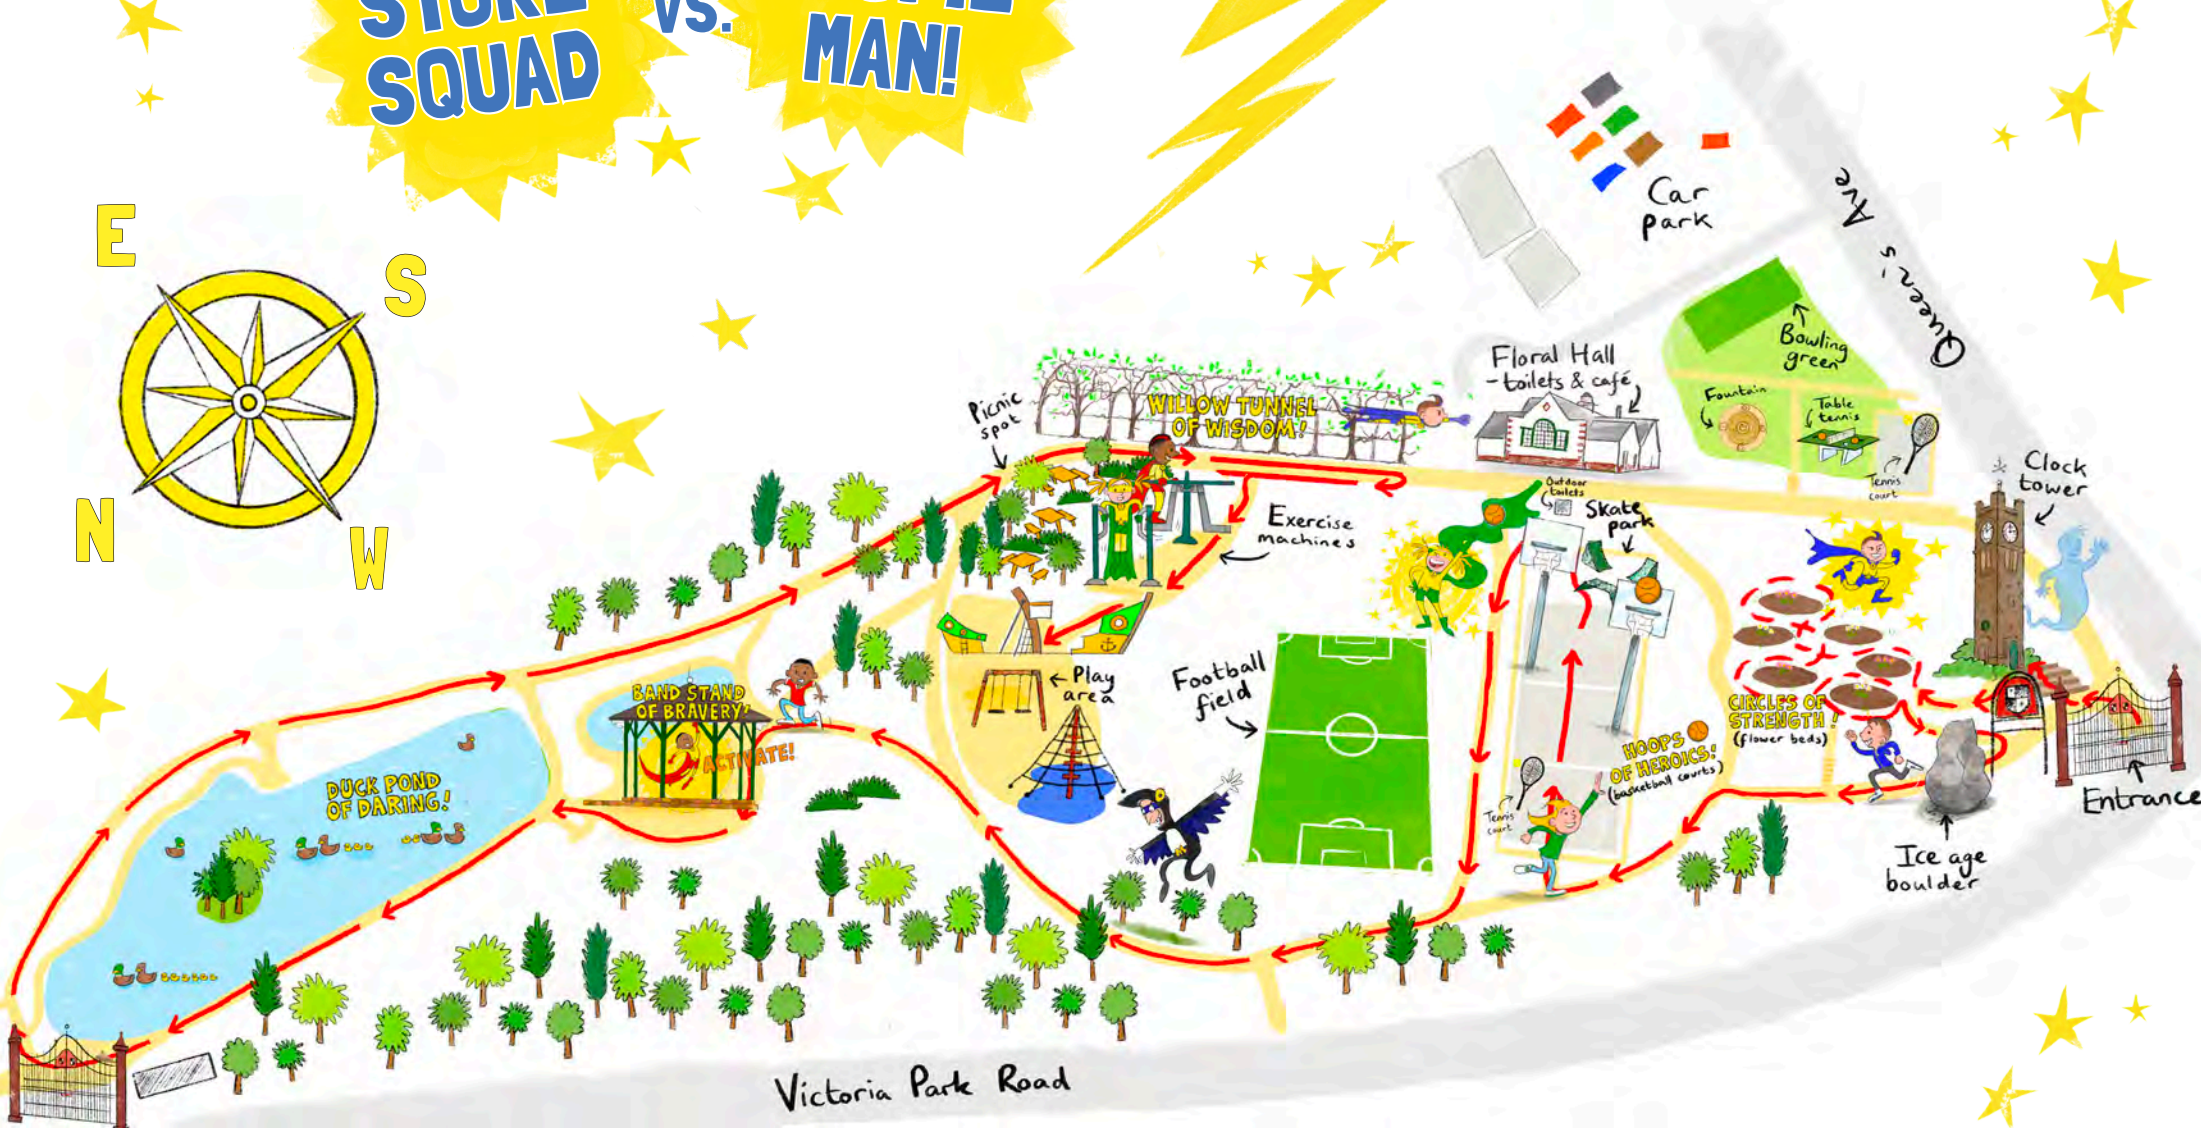 SQUAD
VS.
MAN!
E
S
N
W
Car
park
Queen's Ave
Bowling
green
Floral Hall
- toilets & café
Fountain
Table
tennis
Tennis
court
Clock
tower
Picnic
spot
WILLOW TUNNEL
OF WISDOM!
Outdoor
toilets
Skate
park
Exercise
machines
Play
area
Football
field
BAND STAND
OF BRAVERY!
ACTIVATE!
CIRCLES OF
STRENGTH!
(flower beds)
HOOPS
OF HEROICS!
(basketball courts)
Tennis
court
DUCK POND
OF DARING!
Entrance
Ice age
boulder
Victoria Park Road